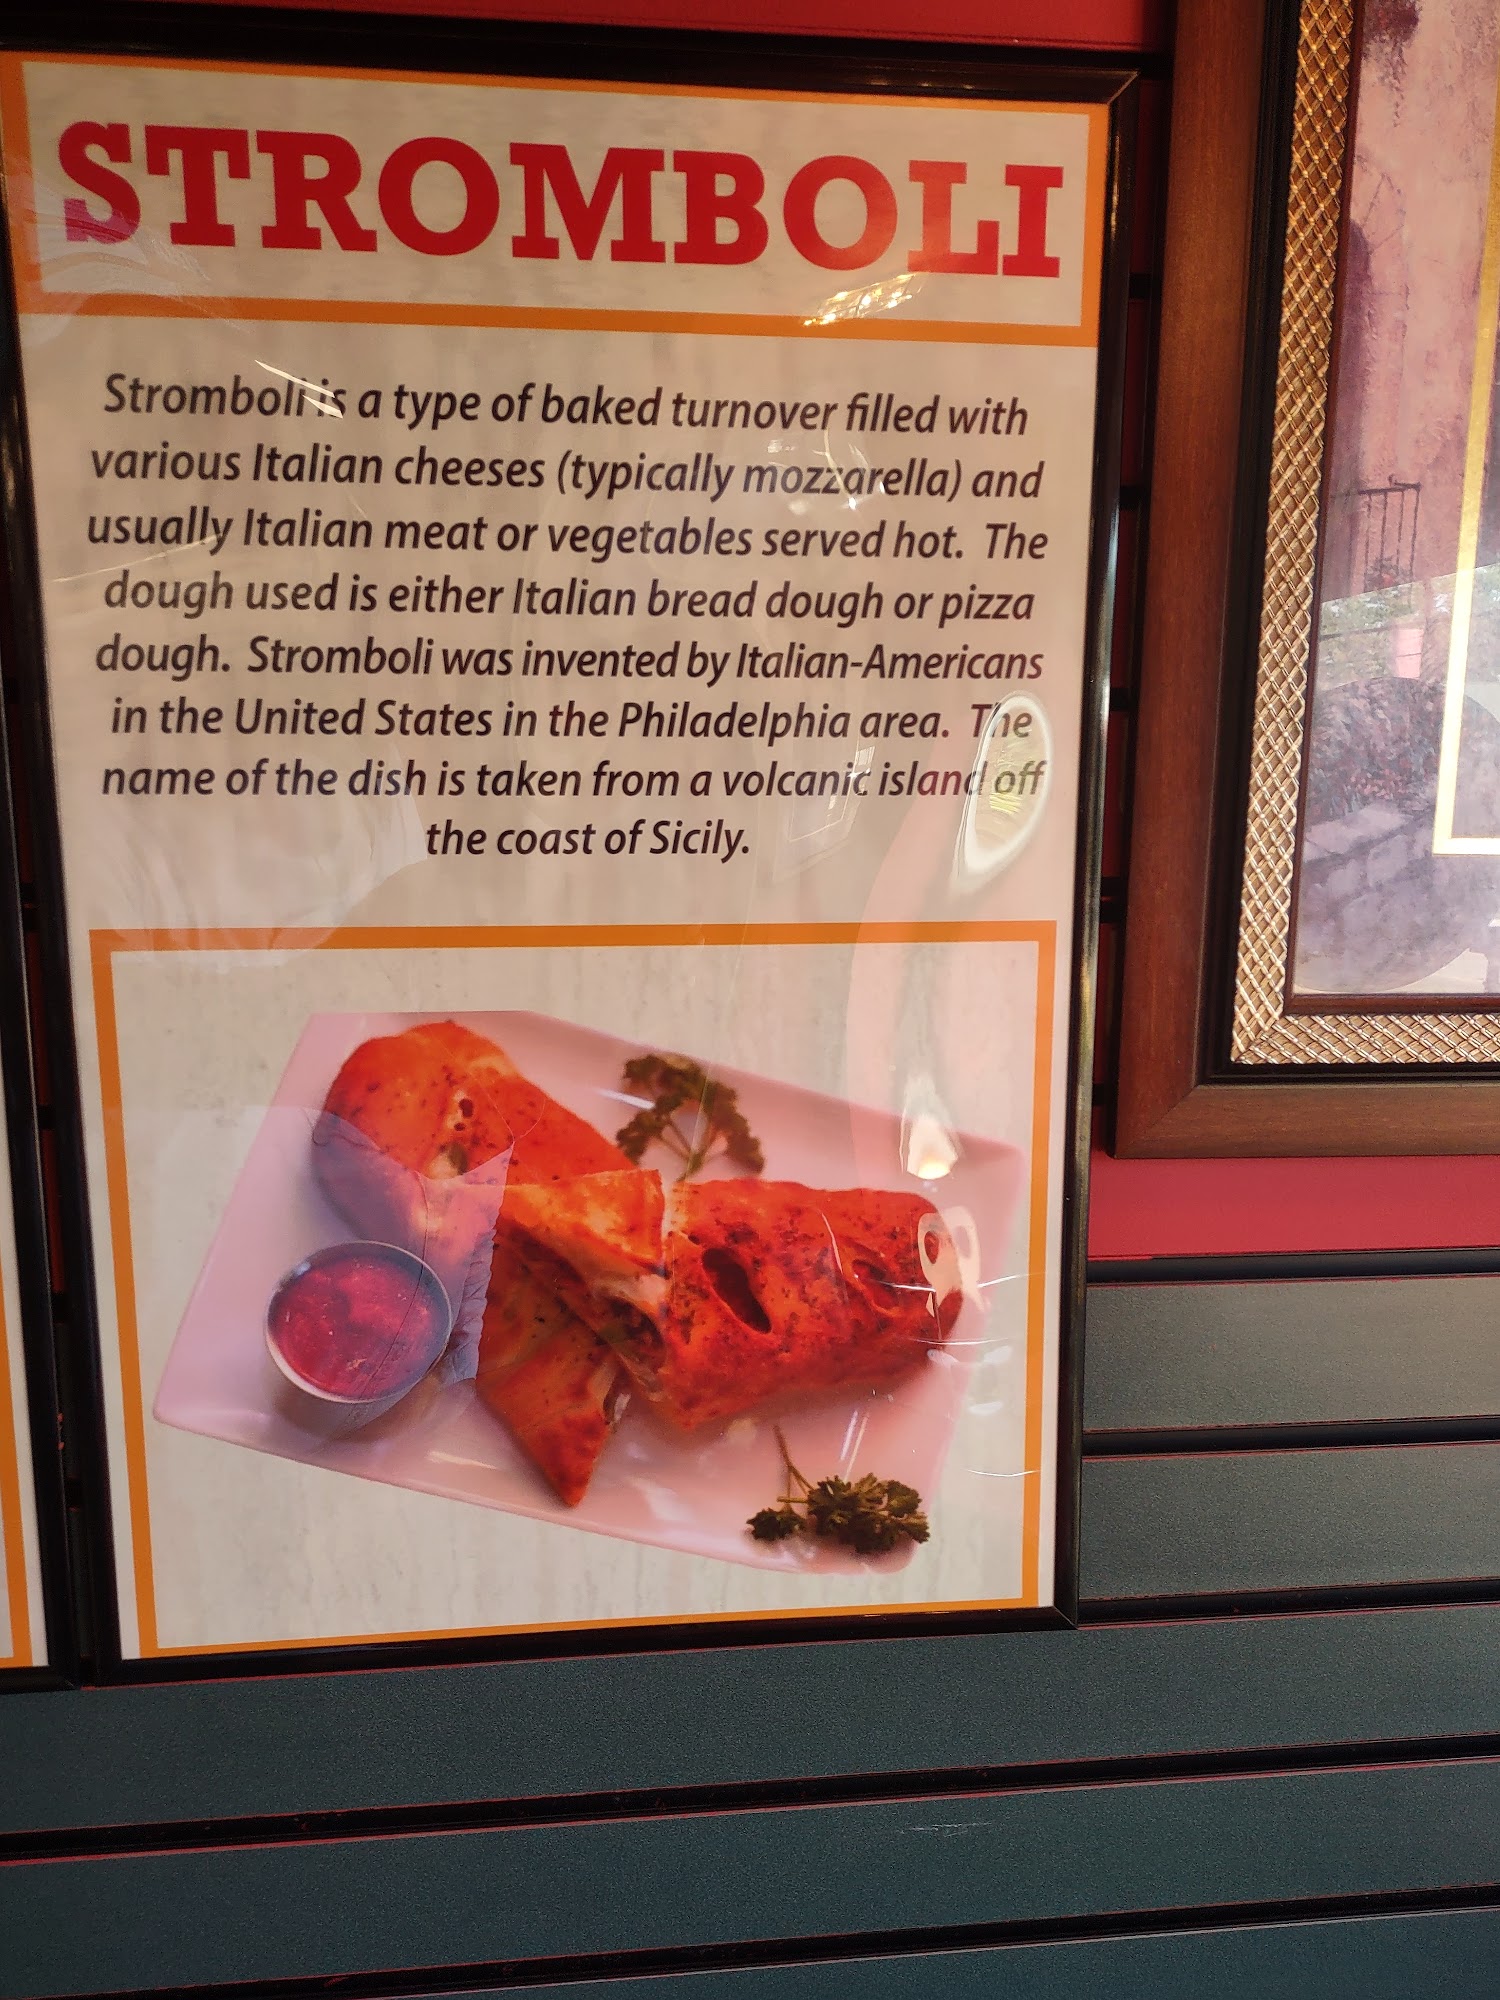 STROMBOLI
Stromboli is a type of baked turnover filled with
various Italian cheeses (typically mozzarella) and
usually Italian meat or vegetables served hot.  The
dough used is either Italian bread dough or pizza
dough.  Stromboli was invented by Italian-Americans
in the United States in the Philadelphia area.  The
name of the dish is taken from a volcanic island off
the coast of Sicily.